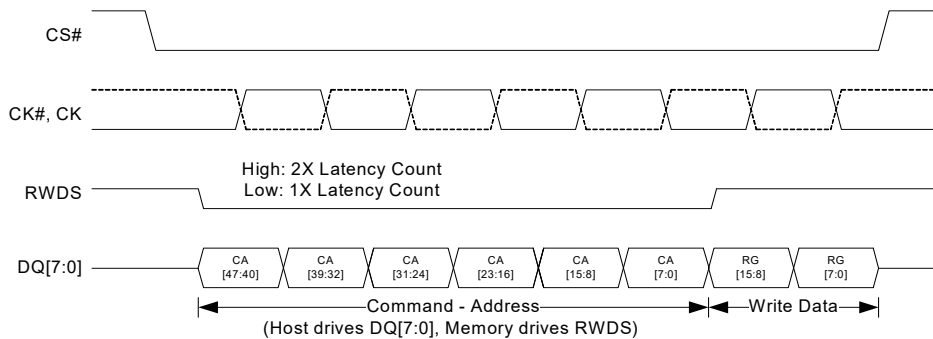 CS#
CK#, CK
High: 2X Latency Count
Low: 1X Latency Count
RWDS
DQ[7:0]
CA
[47:40]
CA
[39:32]
CA
[31:24]
CA
[23:16]
CA
[15:8]
CA
[7:0]
RG
[15:8]
RG
[7:0]
Command - Address
Write Data
(Host drives DQ[7:0], Memory drives RWDS)